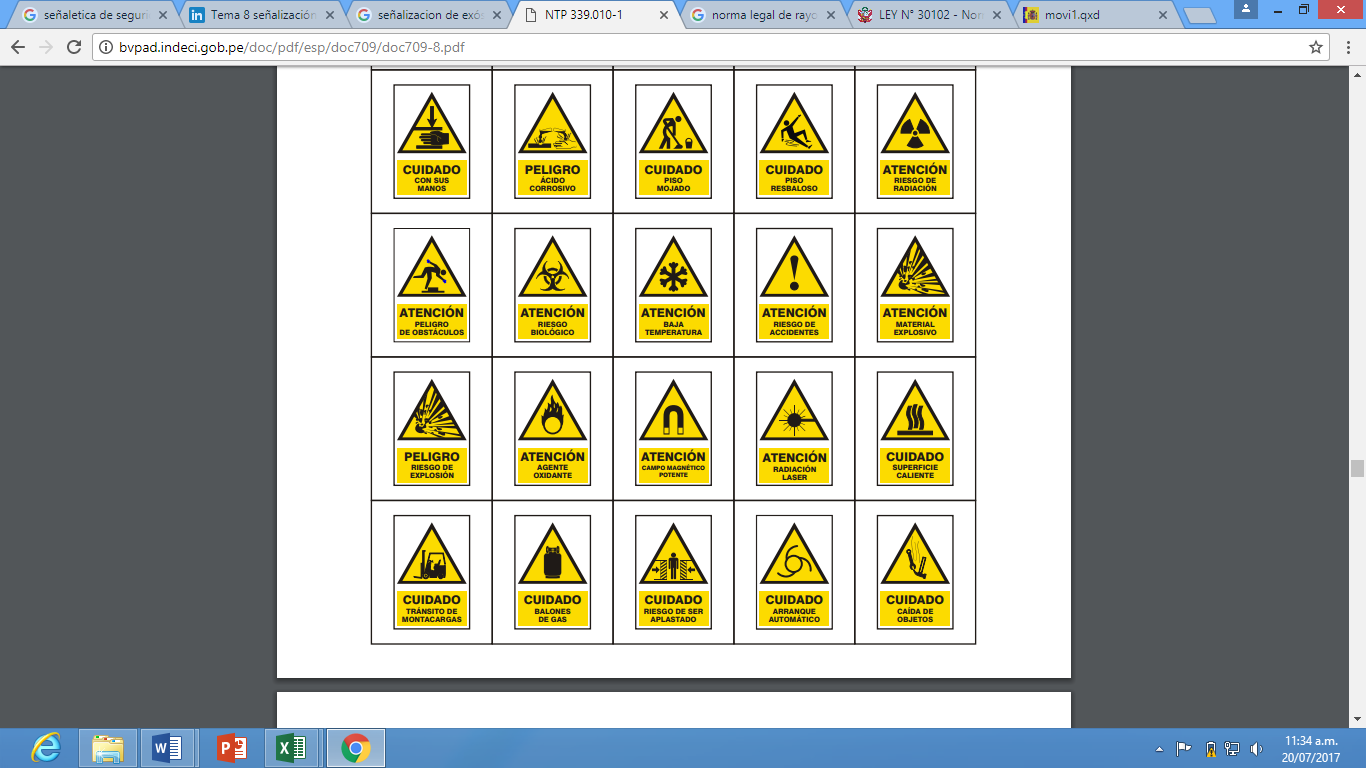 señaletica de seguri
Tema 8 señalización
señalizacion de exós
NTP 339.010-1
norma legal de rayo
LEY N° 30102 - Nor
movi1.qxd
bvpad.indeci.gob.pe/doc/pdf/esp/doc709/doc709-8.pdf
CUIDADO
CON SUS
MANOS
PELIGRO
ÁCIDO
CORROSIVO
CUIDADO
PISO
MOJADO
CUIDADO
PISO
RESBALOSO
ATENCIÓN
RIESGO DE
RADIACIÓN
ATENCIÓN
PELIGRO
DE OBSTÁCULOS
ATENCIÓN
RIESGO
BIOLÓGICO
ATENCIÓN
BAJA
TEMPERATURA
ATENCIÓN
RIESGO DE
ACCIDENTES
ATENCIÓN
MATERIAL
EXPLOSIVO
PELIGRO
RIESGO DE
EXPLOSIÓN
ATENCIÓN
AGENTE
OXIDANTE
ATENCIÓN
CAMPO MAGNÉTICO
POTENTE
ATENCIÓN
RADIACIÓN
LASER
CUIDADO
SUPERFICIE
CALIENTE
CUIDADO
TRÁNSITO DE
MONTACARGAS
CUIDADO
BALONES
DE GAS
CUIDADO
RIESGO DE SER
APLASTADO
CUIDADO
ARRANQUE
AUTOMÁTICO
CUIDADO
CAÍDA DE
OBJETOS
11:34 a.m.
20/07/2017